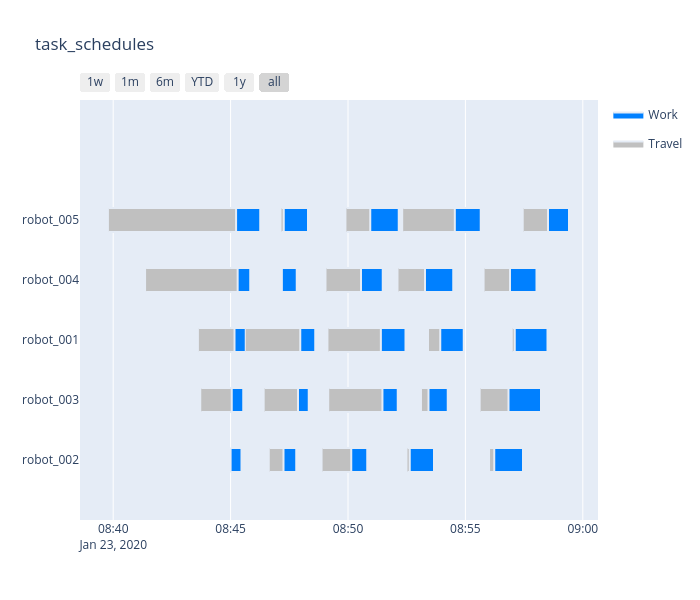 task_schedules
1w 1m 6m YTD 1y all
Work
Travel
robot_005
robot_004
robot_001
robot_003
robot_002
08:40 08:45 08:50 08:55 09:00
Jan 23, 2020